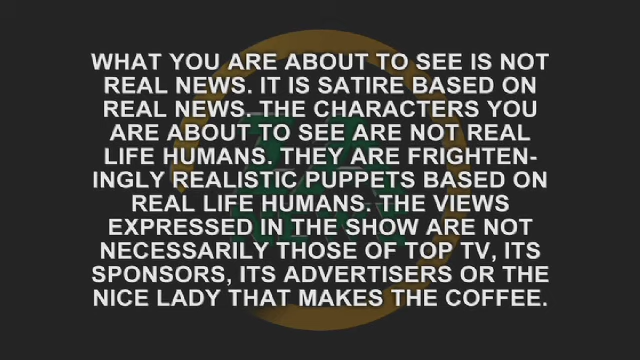 WHAT YOU ARE ABOUT TO SEE IS NOT
REAL NEWS. IT IS SATIRE BASED ON
REAL NEWS. THE CHARACTERS YOU
ARE ABOUT TO SEE ARE NOT REAL
LIFE HUMANS. THEY ARE FRIGHTEN-
INGLY REALISTIC PUPPETS BASED ON
REAL LIFE HUMANS. THE VIEWS
EXPRESSED IN THE SHOW ARE NOT
NECESSARILY THOSE OF TOP TV, ITS
SPONSORS, ITS ADVERTISERS OR THE
NICE LADY THAT MAKES THE COFFEE.